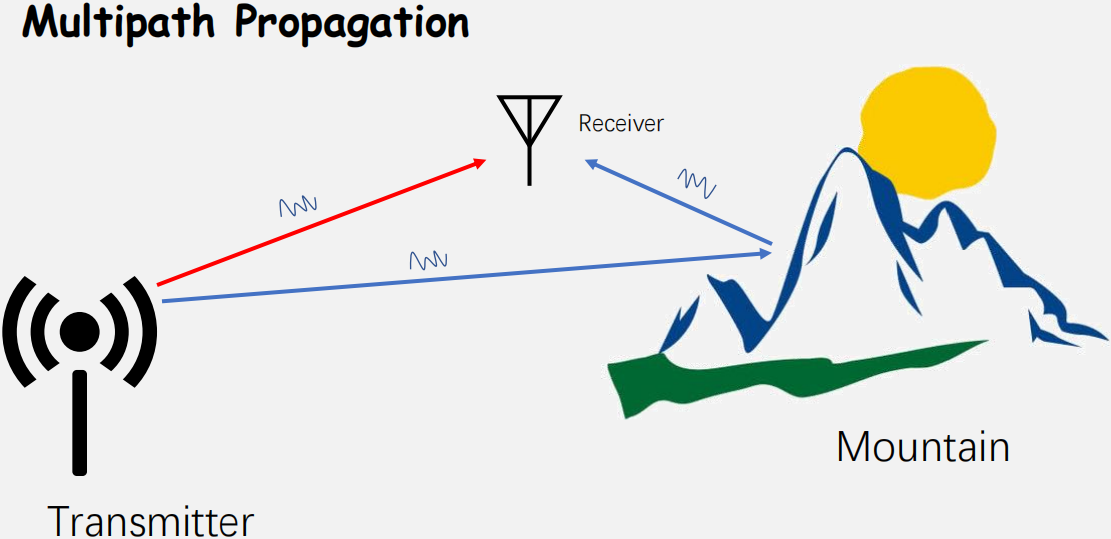 Multipath Propagation
Receiver
Mountain
Transmitter